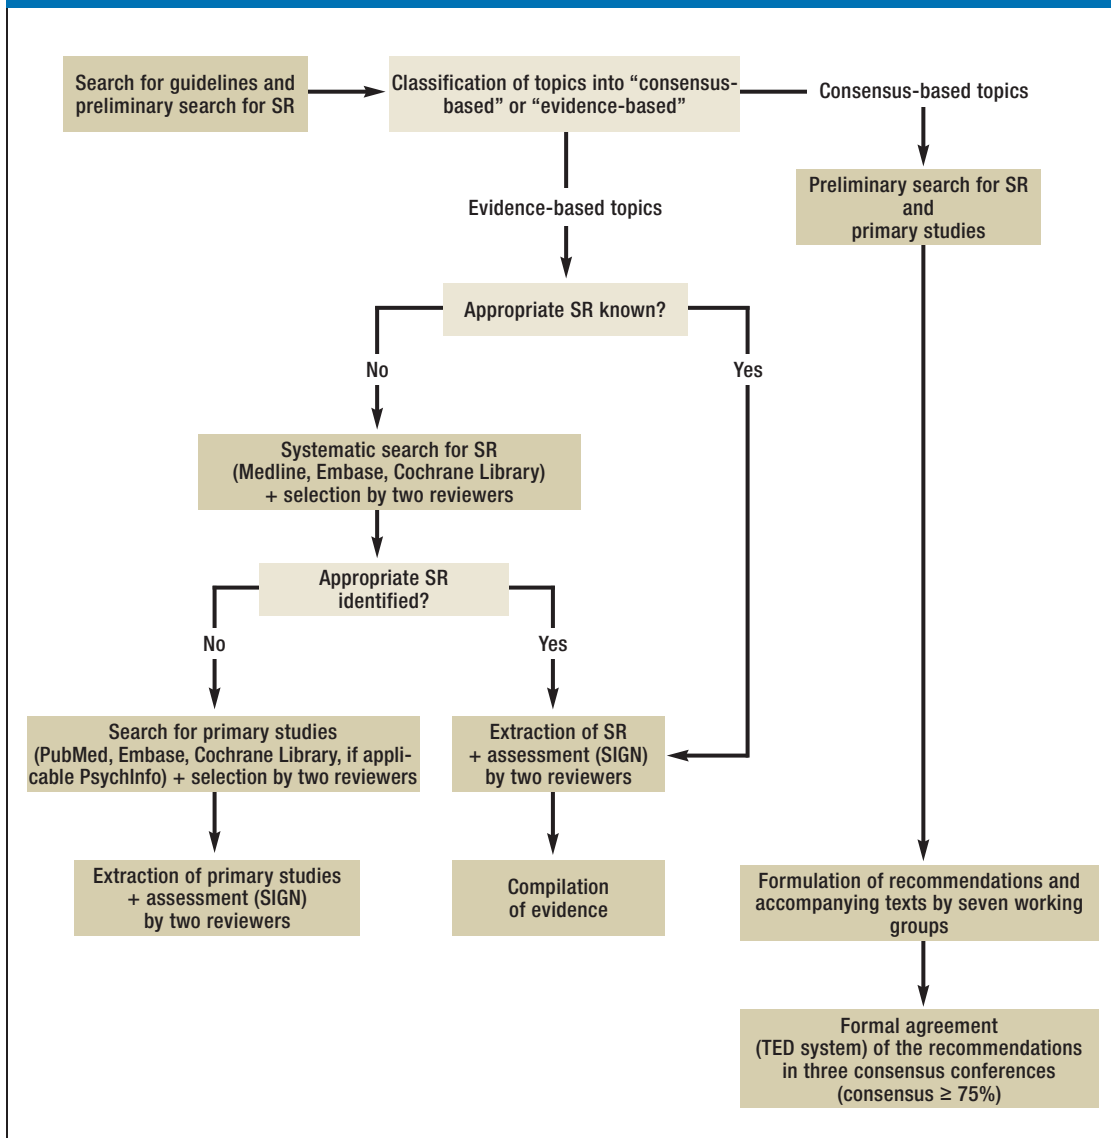 Search for guidelines and
preliminary search for SR
Classification of topics into “consensus-
based” or “evidence-based”
Consensus-based topics
Preliminary search for SR
and
primary studies
Evidence-based topics
Appropriate SR known?
No
Yes
Systematic search for SR
(Medline, Embase, Cochrane Library)
+ selection by two reviewers
Appropriate SR
identified?
No
Yes
Search for primary studies
(PubMed, Embase, Cochrane Library, if appli-
cable PsychInfo) + selection by two reviewers
Extraction of SR
+ assessment (SIGN)
by two reviewers
Extraction of primary studies
+ assessment (SIGN)
by two reviewers
Compilation
of evidence
Formulation of recommendations and
accompanying texts by seven working
groups
Formal agreement
(TED system) of the recommendations
in three consensus conferences
(consensus ≥ 75%)